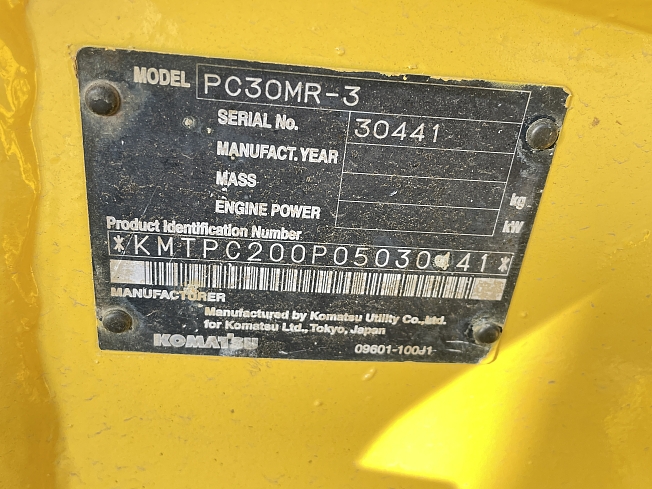 MODEL PC30MR-3
SERIAL No. 30441
MANUFACT. YEAR
MASS kg
ENGINE POWER kW
Product Identification Number
*KMTPC200P05030441*
MANUFACTURER
Manufactured by Komatsu Utility Co.,Ltd.
for Komatsu Ltd., Tokyo, Japan
KOMATSU 09601-100J1